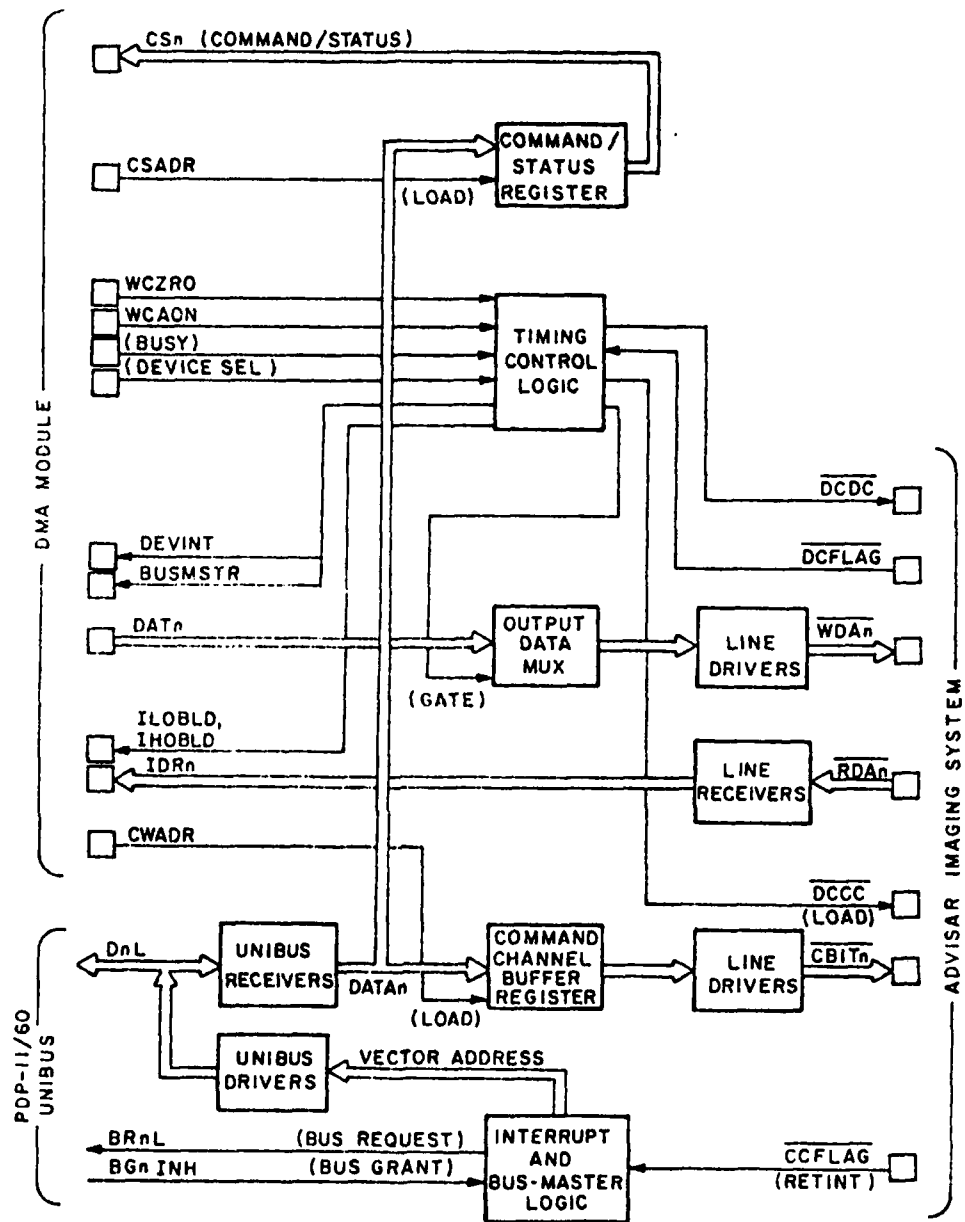 CSn (COMMAND/STATUS)
COMMAND/
STATUS
REGISTER
CSADR
(LOAD)
WCZRO
WCAON
(BUSY)
(DEVICE SEL)
TIMING
CONTROL
LOGIC
DMA MODULE
DCDC
DEVINT
DCFLAG
BUSMSTR
DATn
OUTPUT
DATA
MUX
LINE
DRIVERS
WDAn
(GATE)
ILOBLD,
IHOBLD
IDRn
LINE
RECEIVERS
RDAn
CWADR
DCCC
(LOAD)
ADVISAR IMAGING SYSTEM
DnL
UNIBUS
RECEIVERS
DATAn
COMMAND
CHANNEL
BUFFER
REGISTER
LINE
DRIVERS
CBITn
(LOAD)
PDP-11/60
UNIBUS
UNIBUS
DRIVERS
VECTOR ADDRESS
BRnL (BUS REQUEST)
BGn INH (BUS GRANT)
INTERRUPT
AND
BUS-MASTER
LOGIC
CCFLAG
(RETINT)